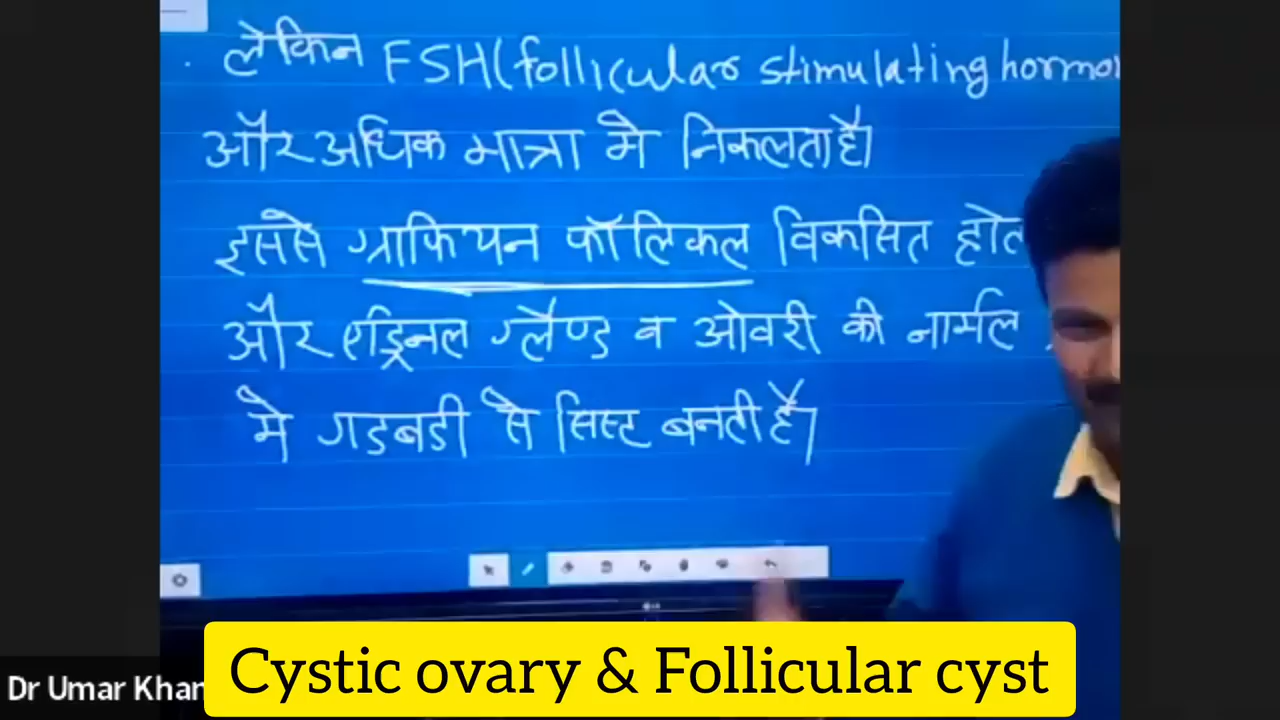 लेकिन FSH(follicular stimulating hormo
और अधिक मात्रा मे निकलता है।
इससे ग्राफियन फॉलिकल विकसित होत
और एड्रिनल ग्लैण्ड व ओवरी की नार्मल
मे गडबडी से सिस्ट बनती है।
Cystic ovary & Follicular cyst
Dr Umar Khan